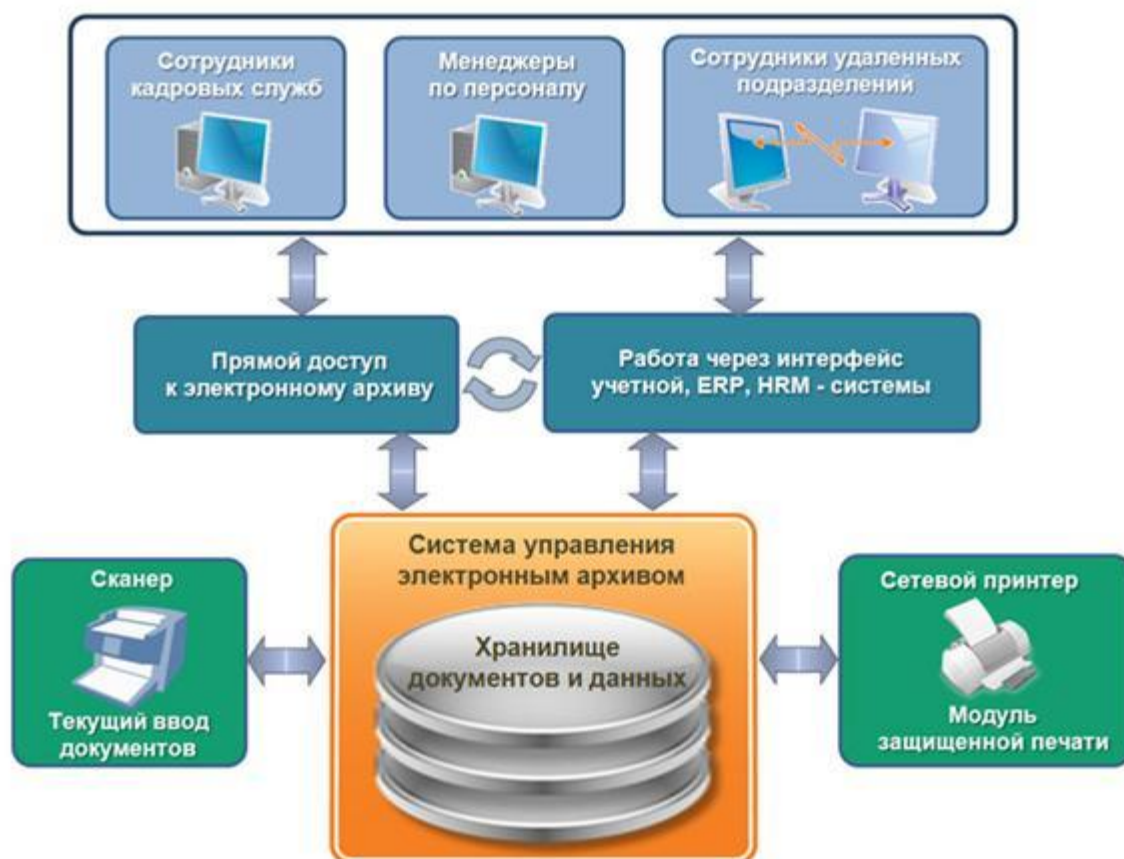 Сотрудники
кадровых служб
Менеджеры
по персоналу
Сотрудники удаленных
подразделений
Прямой доступ
к электронному архиву
Работа через интерфейс
учетной, ERP, HRM - системы
Система управления
электронным архивом
Хранилище
документов и данных
Сканер
Текущий ввод
документов
Сетевой принтер
Модуль
защищенной печати